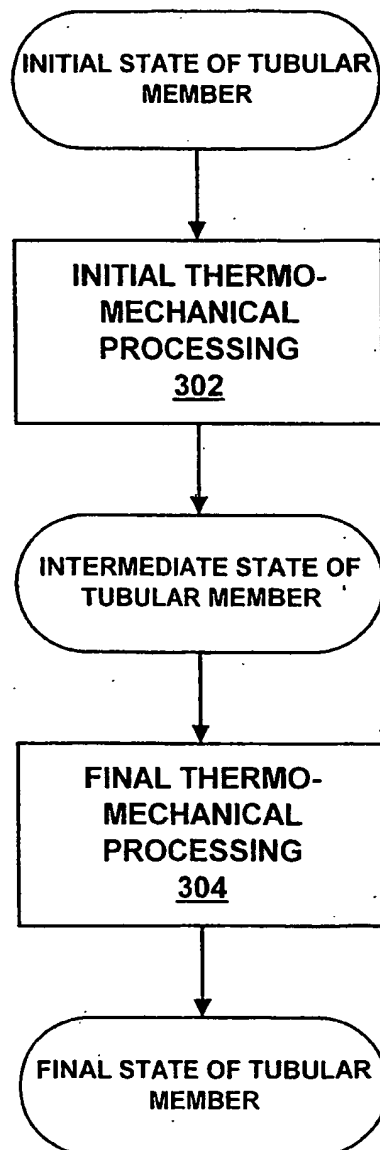 INITIAL STATE OF TUBULAR
MEMBER
INITIAL THERMO-
MECHANICAL
PROCESSING
302
INTERMEDIATE STATE OF
TUBULAR MEMBER
FINAL THERMO-
MECHANICAL
PROCESSING
304
FINAL STATE OF TUBULAR
MEMBER